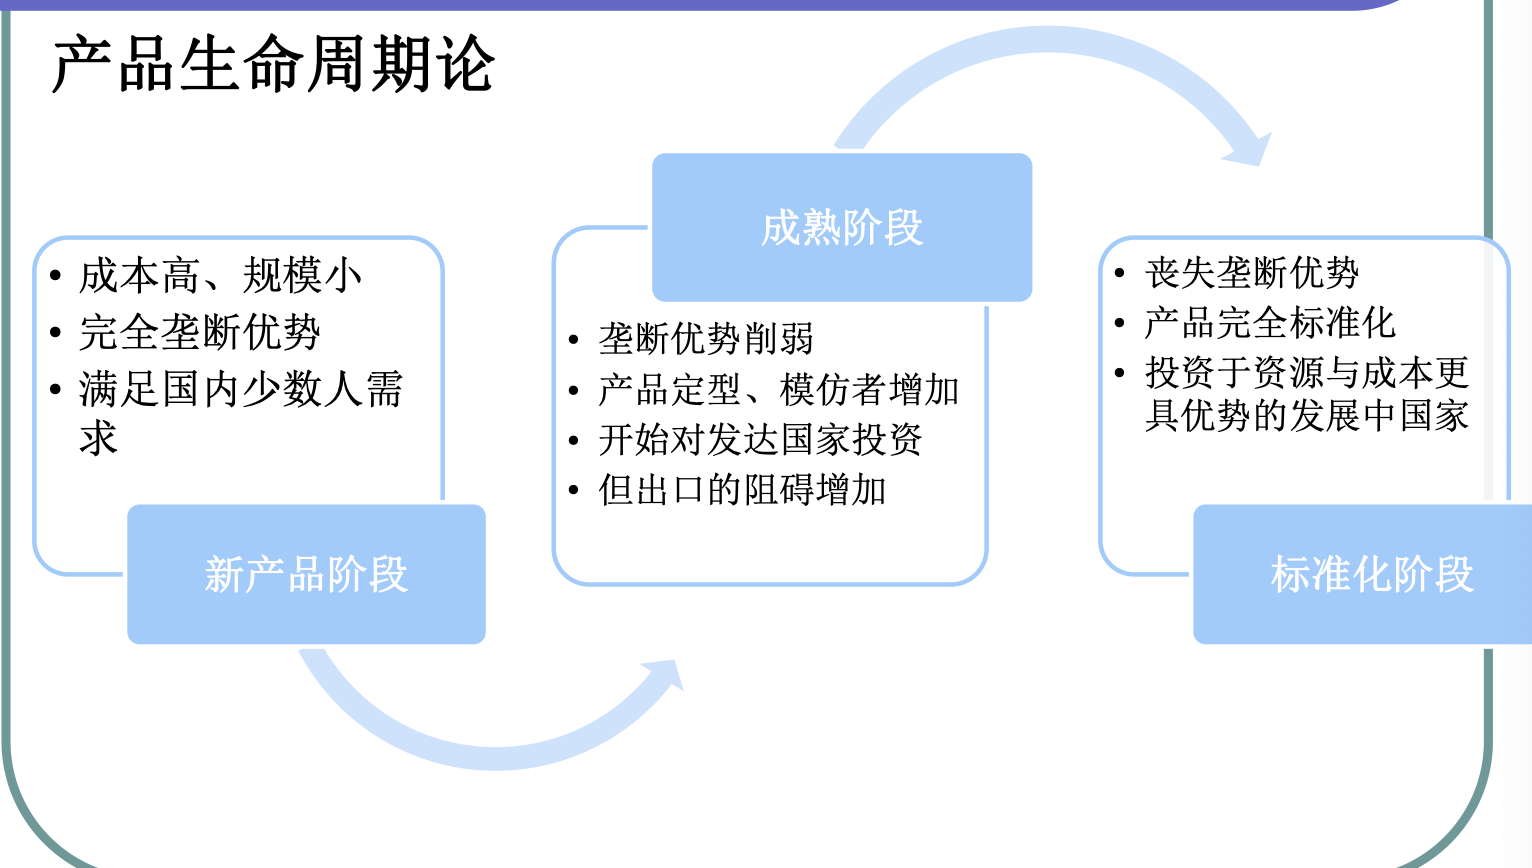 产品生命周期论
• 成本高、规模小
• 完全垄断优势
• 满足国内少数人需
求
新产品阶段
成熟阶段
• 垄断优势削弱
• 产品定型、模仿者增加
• 开始对发达国家投资
• 但出口的阻碍增加
• 丧失垄断优势
• 产品完全标准化
• 投资于资源与成本更
具优势的发展中国家
标准化阶段